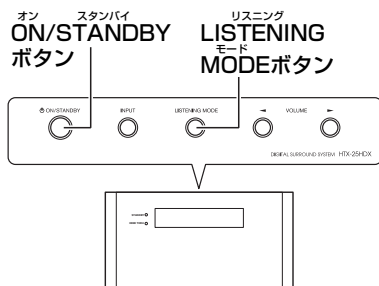 オン スタンバイ
ON/STANDBY
ボタン
リスニング
LISTENING
モード
MODEボタン
ON/STANDBY INPUT LISTENING MODE VOLUME
DIGITAL SURROUND SYSTEM HTX-25HDX
STANDBY